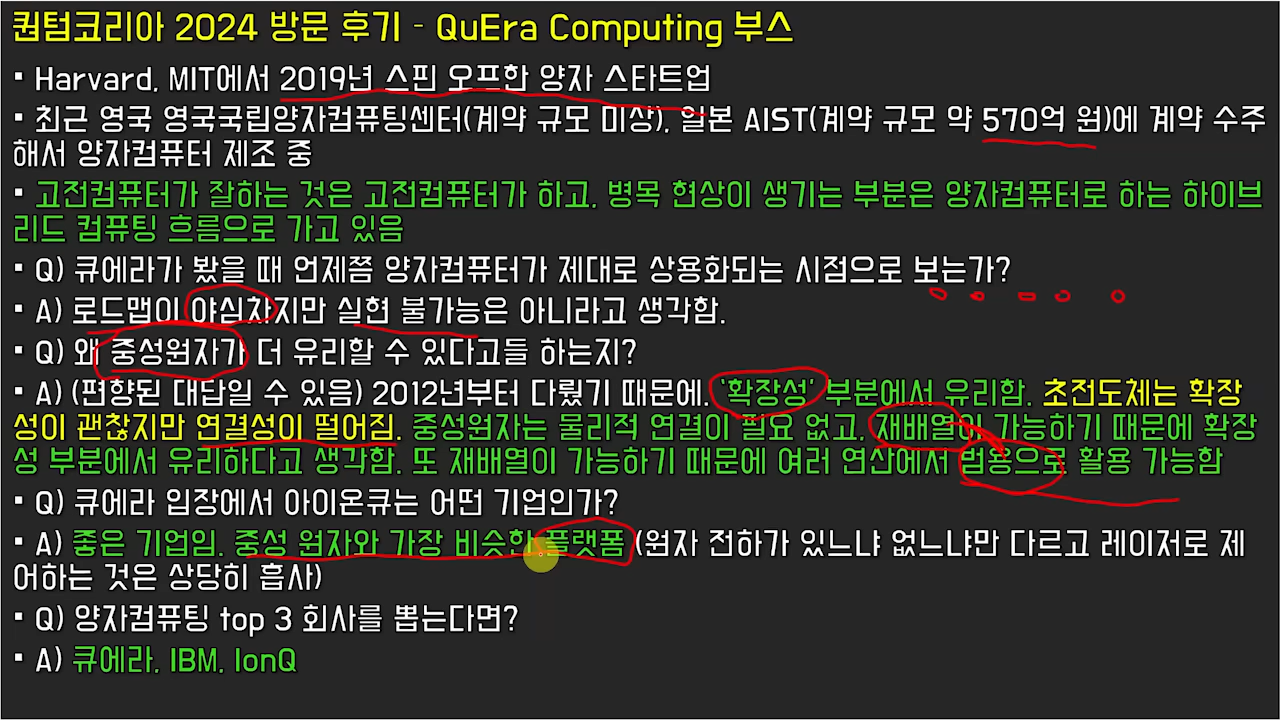 퀀텀코리아 2024 방문 후기 - QuEra Computing 부스
· Harvard, MIT에서 2019년 스핀 오프한 양자 스타트업
· 최근 영국 영국국립양자컴퓨팅센터(계약 규모 미상), 일본 AIST(계약 규모 약 570억 원)에 계약 수주
해서 양자컴퓨터 제조 중
· 고전컴퓨터가 잘하는 것은 고전컴퓨터가 하고, 병목 현상이 생기는 부분은 양자컴퓨터로 하는 하이브
리드 컴퓨팅 흐름으로 가고 있음
· Q) 큐에라가 봤을 때 언제쯤 양자컴퓨터가 제대로 상용화되는 시점으로 보는가?
· A) 로드맵이 야심차지만 실현 불가능은 아니라고 생각함.
· Q) 왜 중성원자가 더 유리할 수 있다고들 하는지?
· A) (편향된 대답일 수 있음) 2012년부터 다뤘기 때문에. '확장성' 부분에서 유리함. 초전도체는 확장
성이 괜찮지만 연결성이 떨어짐. 중성원자는 물리적 연결이 필요 없고, 재배열이 가능하기 때문에 확장
성 부분에서 유리하다고 생각함. 또 재배열이 가능하기 때문에 여러 연산에서 범용으로 활용 가능함
· Q) 큐에라 입장에서 아이온큐는 어떤 기업인가?
· A) 좋은 기업임. 중성 원자와 가장 비슷한 플랫폼 (원자 전하가 있느냐 없느냐만 다르고 레이저로 제
어하는 것은 상당히 흡사)
· Q) 양자컴퓨팅 top 3 회사를 뽑는다면?
· A) 큐에라, IBM, IonQ